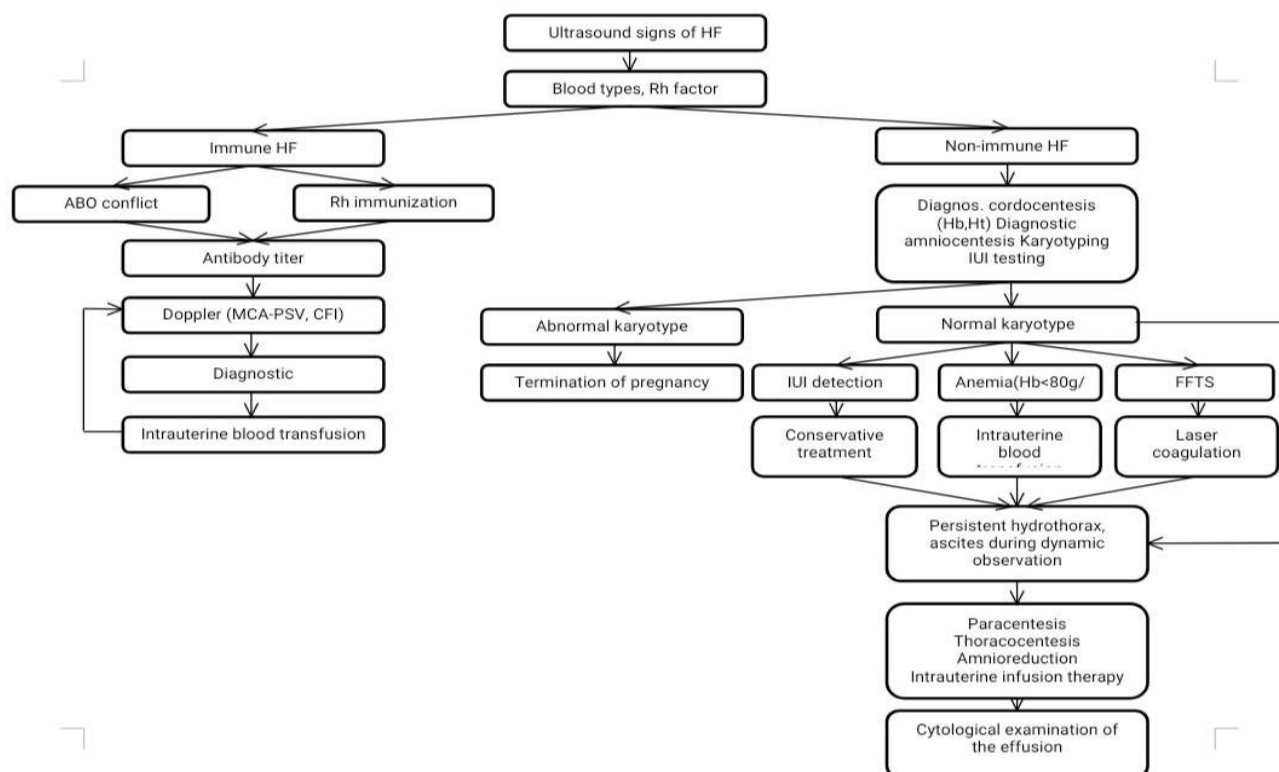 Ultrasound signs of HF
Blood types, Rh factor
Immune HF
Non-immune HF
ABO conflict
Rh immunization
Diagnos. cordocentesis
(Hb,Ht) Diagnostic
amniocentesis Karyotyping
IUI testing
Antibody titer
Doppler (MCA-PSV, CFI)
Abnormal karyotype
Normal karyotype
Diagnostic
Termination of pregnancy
IUI detection
Anemia(Hb<80g/
FFTS
Intrauterine blood transfusion
Conservative
treatment
Intrauterine
blood
Laser
coagulation
Persistent hydrothorax,
ascites during dynamic
observation
Paracentesis
Thoracocentesis
Amnioreduction
Intrauterine infusion therapy
Cytological examination of
the effusion